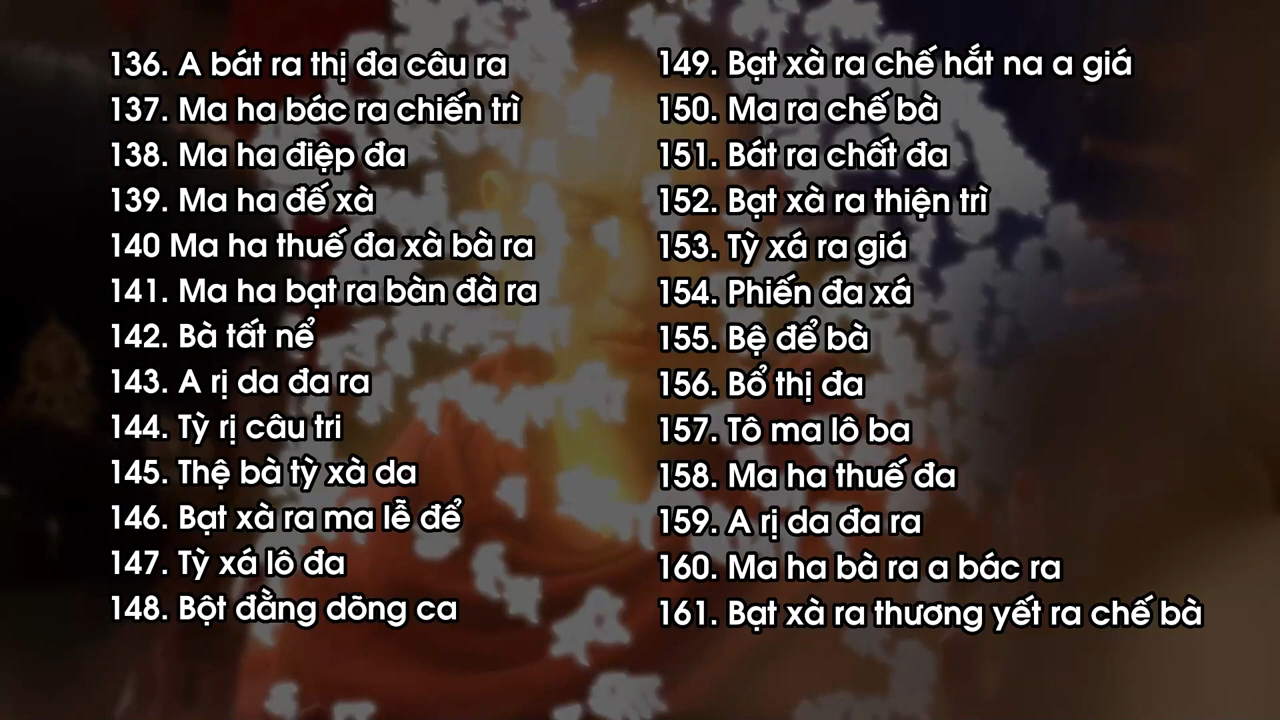 136. A bát ra thị đa câu ra
137. Ma ha bác ra chiến trì
138. Ma ha điệp đa
139. Ma ha đế xà
140 Ma ha thuế đa xà bà ra
141. Ma ha bạt ra bàn đà ra
142. Bà tất nể
143. A rị da đa ra
144. Tỳ rị câu tri
145. Thệ bà tỳ xà da
146. Bạt xà ra ma lễ để
147. Tỳ xá lô đa
148. Bột đằng dõng ca
149. Bạt xà ra chế hắt na a giá
150. Ma ra chế bà
151. Bát ra chất đa
152. Bạt xà ra thiện trì
153. Tỳ xá ra giá
154. Phiến đa xá
155. Bệ để bà
156. Bổ thị đa
157. Tô ma lô ba
158. Ma ha thuế đa
159. A rị da đa ra
160. Ma ha bà ra a bác ra
161. Bạt xà ra thương yết ra chế bà